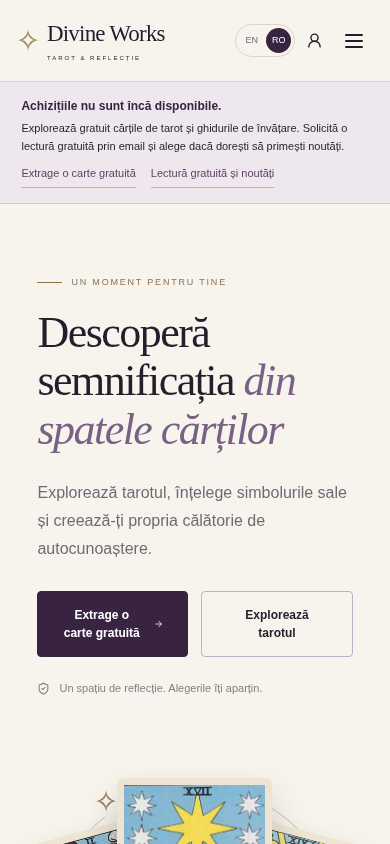 Divine Works
TAROT & REFLECȚIE
EN RO
Achizițiile nu sunt încă disponibile.
Explorează gratuit cărțile de tarot și ghidurile de învățare. Solicită o
lectură gratuită prin email și alege dacă dorești să primești noutăți.
Extrage o carte gratuită Lectură gratuită și noutăți
UN MOMENT PENTRU TINE
Descoperă
semnificația din
spatele cărților
Explorează tarotul, înțelege simbolurile sale
și creează-ți propria călătorie de
autocunoaștere.
Extrage o
carte gratuită
Explorează
tarotul
Un spațiu de reflecție. Alegerile îți aparțin.
XVII